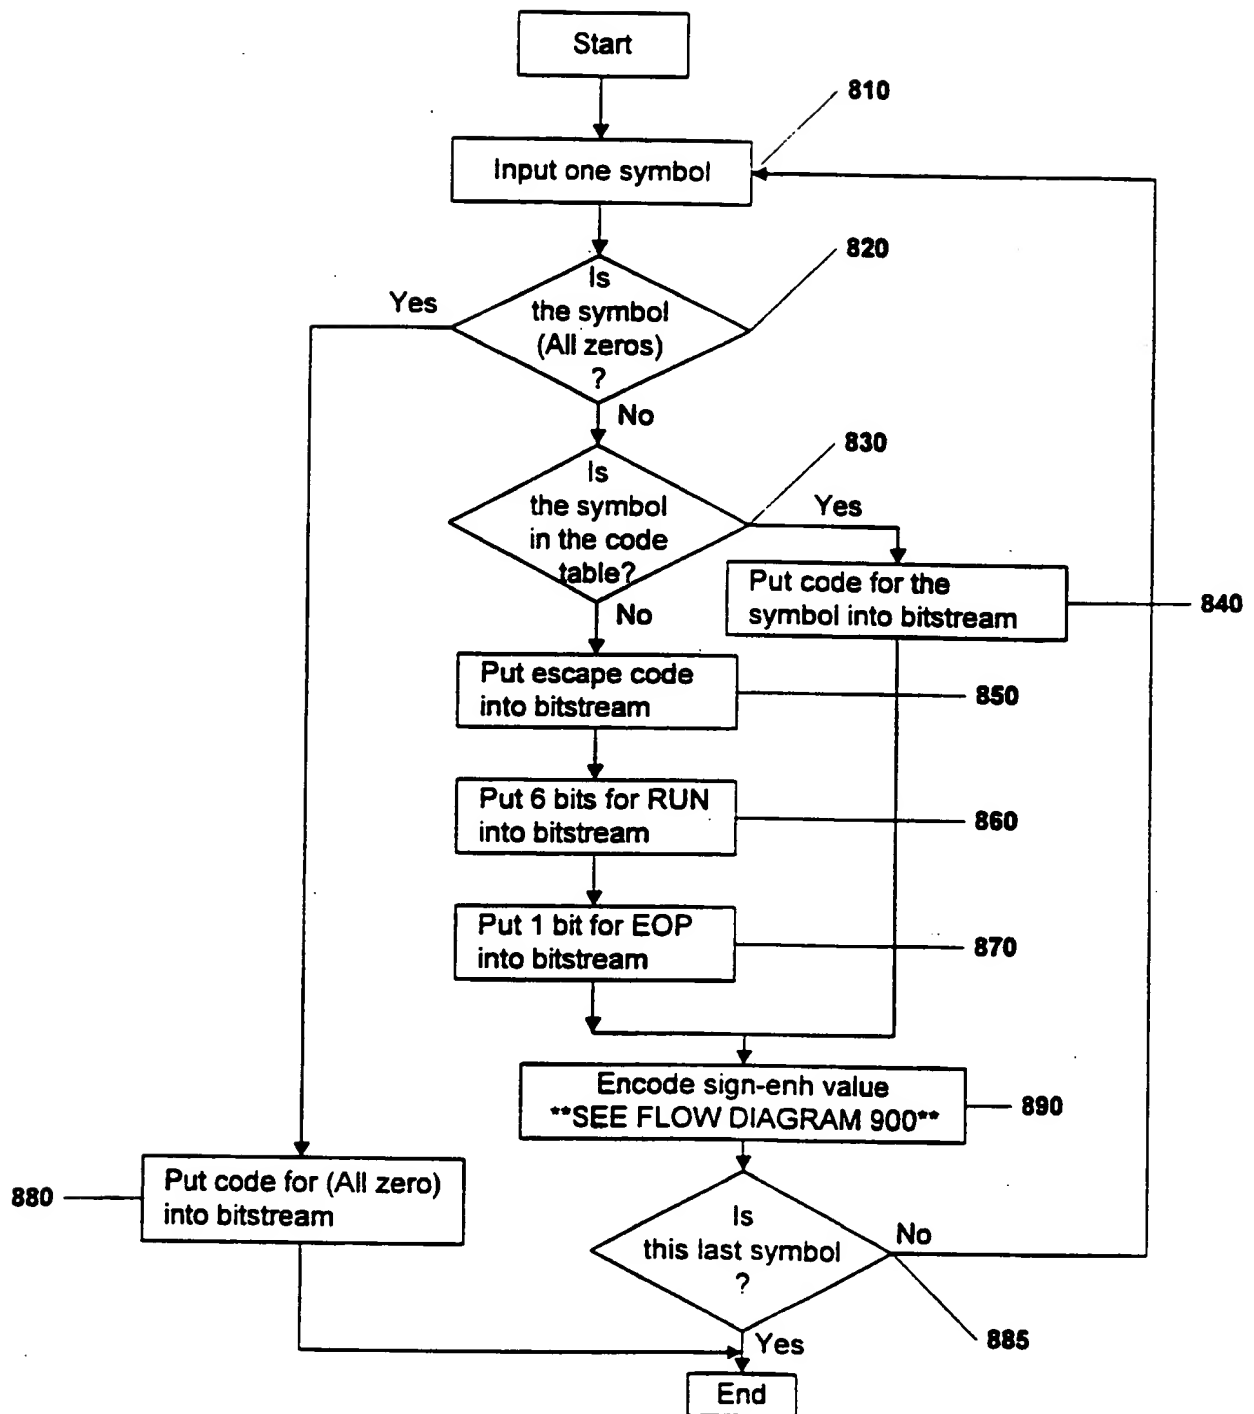 Start
810
Input one symbol
820
Yes
Is
the symbol
(All zeros)
?
No
830
Is
the symbol
in the code
table?
Yes
No
Put code for the
symbol into bitstream
840
Put escape code
into bitstream
850
Put 6 bits for RUN
into bitstream
860
Put 1 bit for EOP
into bitstream
870
Encode sign-enh value
**SEE FLOW DIAGRAM 900**
890
880
Put code for (All zero)
into bitstream
Is
this last symbol
?
No
885
Yes
End